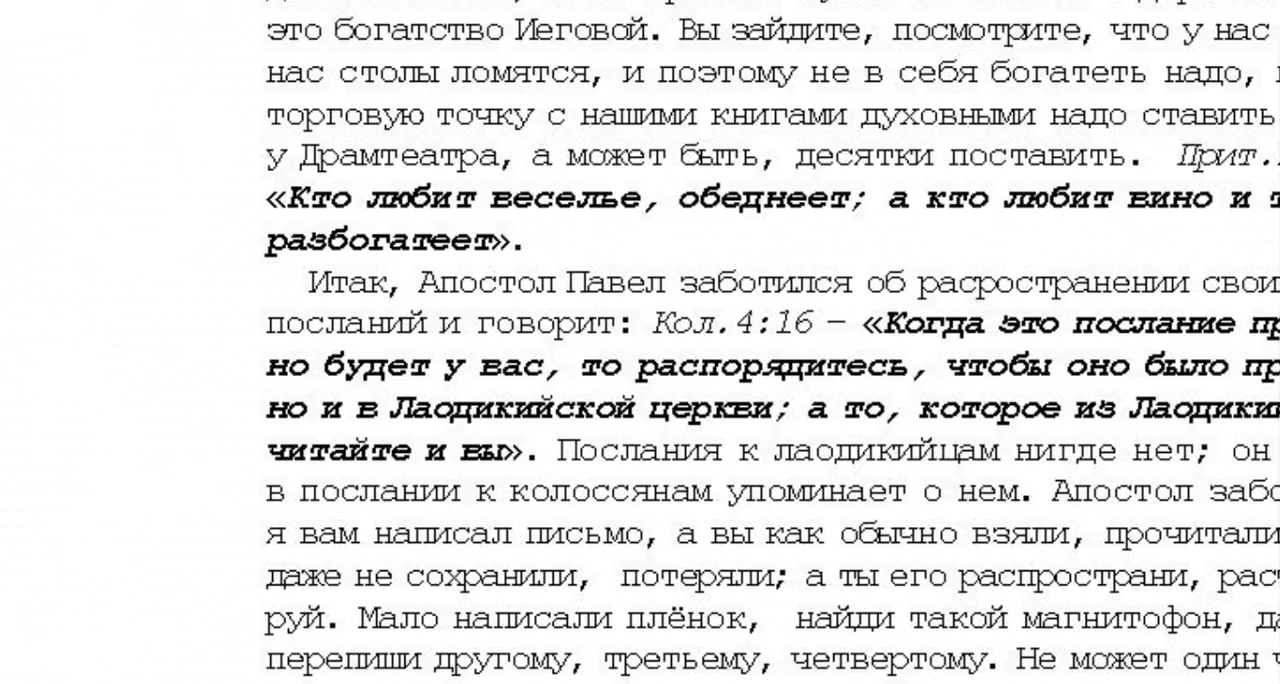 это богатство Иеговой. Вы зайдите, посмотрите, что у нас
нас столы ломятся, и поэтому не в себя богатеть надо,
торговую точку с нашими книгами духовными надо ставить
у Драмтеатра, а может быть, десятки поставить. Прит.
«Кто любит веселье, обеднеет; а кто любит вино и т
разбогатеет».
Итак, Апостол Павел заботился об расространении свои
посланий и говорит: Кол.4:16 – «Когда это послание пр
но будет у вас, то распорядитесь, чтобы оно было пр
но и в Лаодикийской церкви; а то, которое из Лаодики
читайте и вы». Послания к лаодикийцам нигде нет; он
в послании к колоссянам упоминает о нем. Апостол забо
я вам написал письмо, а вы как обычно взяли, прочитали
даже не сохранили, потеряли; а ты его распространи, рас
руй. Мало написали плёнок, найди такой магнитофон, да
перепиши другому, третьему, четвертому. Не может один ч